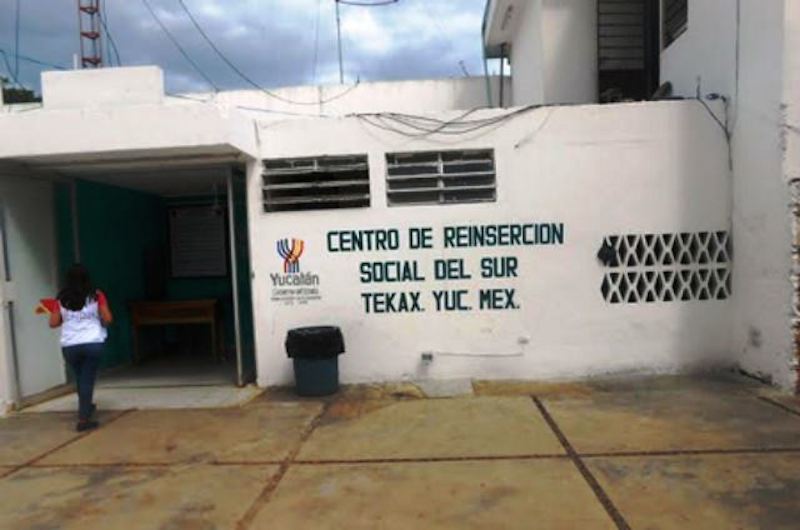 CENTRO DE REINSERCION
SOCIAL DEL SUR
TEKAX. YUC. MEX.
Yucatán